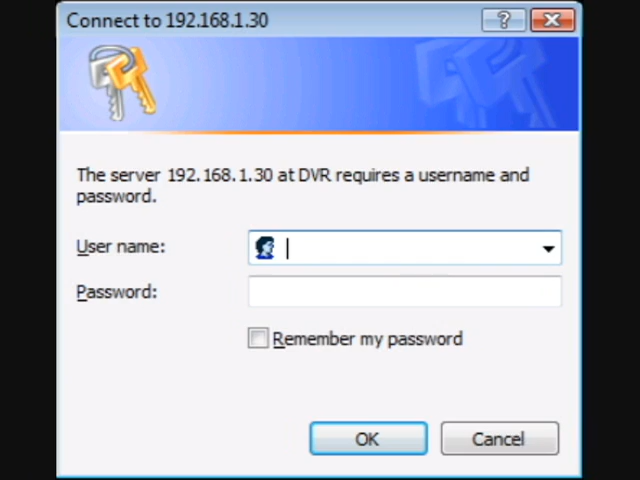 Connect to 192.168.1.30
?
The server 192.168.1.30 at DVR requires a username and
password.
User name:
Password:
Remember my password
OK
Cancel